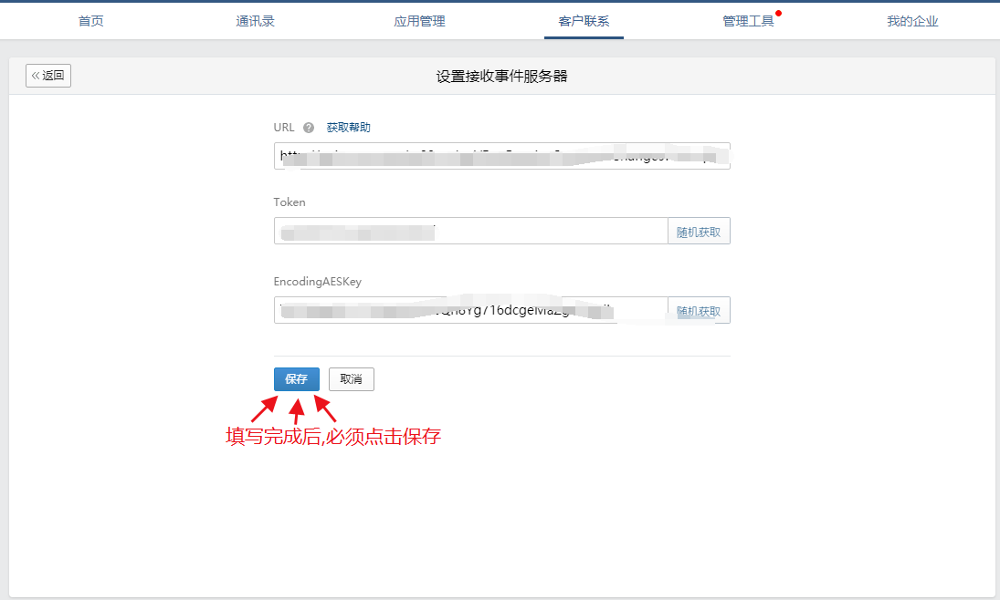 首页 通讯录 应用管理 客户联系 管理工具 我的企业
返回 设置接收事件服务器
URL ? 获取帮助
Token
随机获取
EncodingAESKey
随机获取
保存 取消
填写完成后,必须点击保存